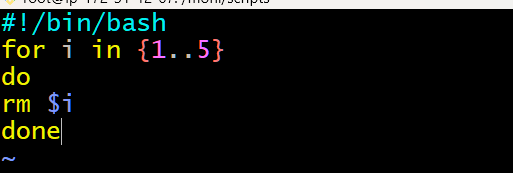 #!/bin/bash
for i in {1..5}
do
rm $i
done
~